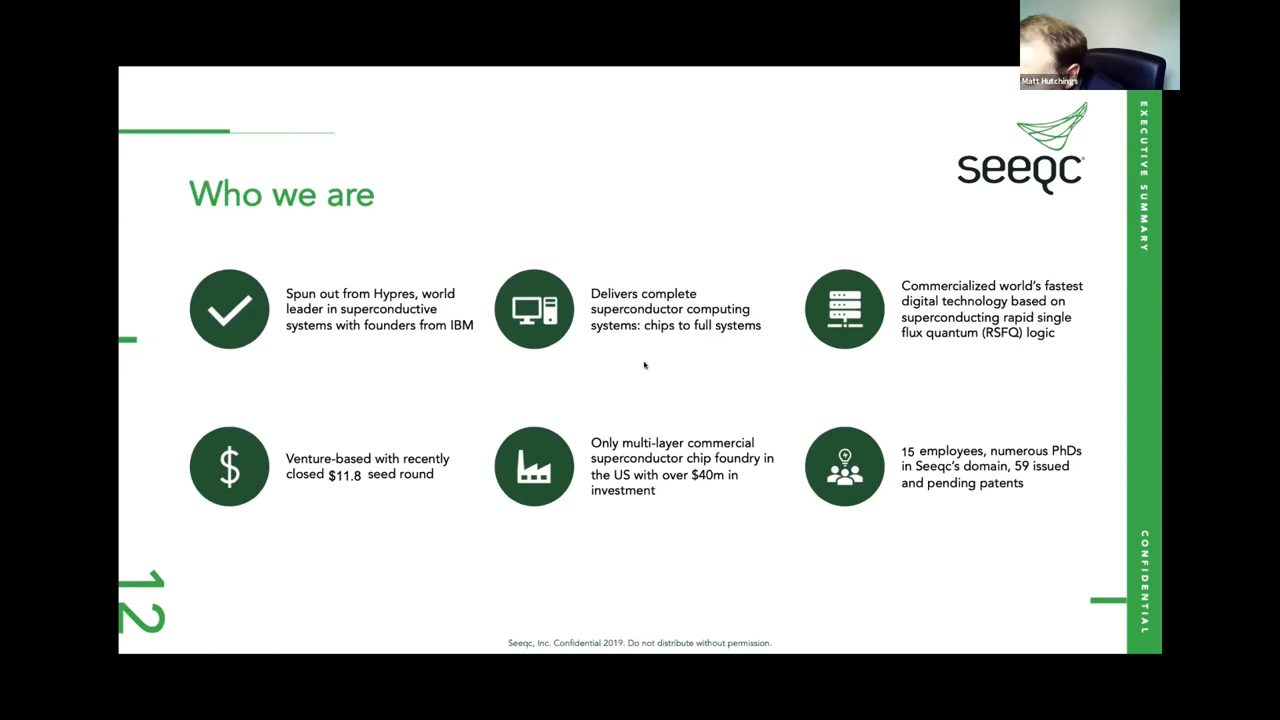 Matt Hutchings
EXECUTIVE SUMMARY
seeQc
Who we are
Spun out from Hypres, world
leader in superconductive
systems with founders from IBM
Delivers complete
superconductor computing
systems: chips to full systems
Commercialized world's fastest
digital technology based on
superconducting rapid single
flux quantum (RSFQ) logic
$
Venture-based with recently
closed $11.8 seed round
Only multi-layer commercial
superconductor chip foundry in
the US with over $40m in
investment
15 employees, numerous PhDs
in Seeqc's domain, 59 issued
and pending patents
12
CONFIDENTIAL
Seeqc, Inc. Confidential 2019. Do not distribute without permission.